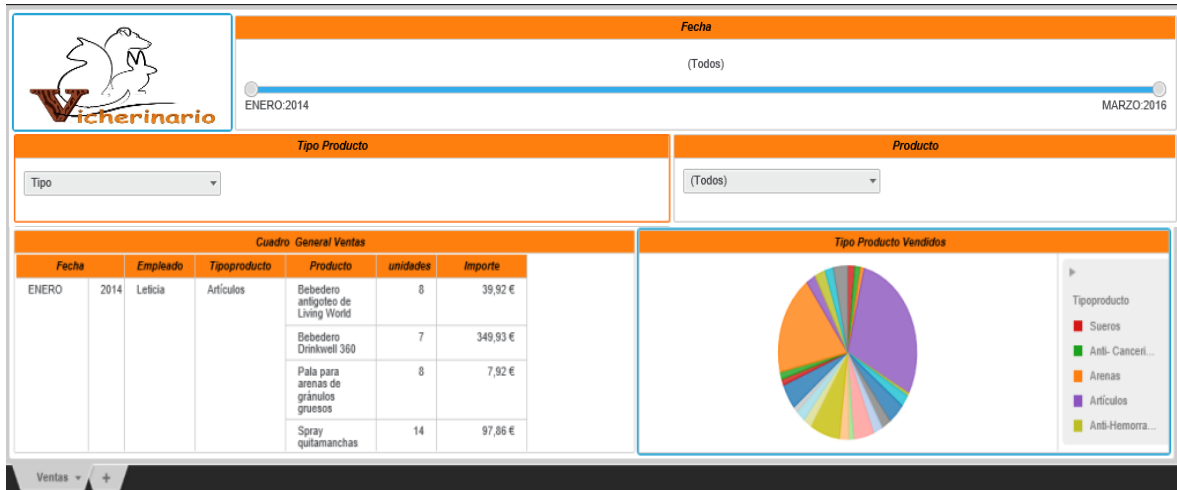 Vicherinario
Fecha
(Todos)
ENERO:2014 MARZO:2016
Tipo Producto
Tipo
Producto
(Todos)
Cuadro General Ventas
Fecha Empleado Tipoproducto Producto unidades Importe
ENERO 2014 Leticia Artículos Bebedero 8 39,92 €
antigoteo de
Living World
Bebedero 7 349,93 €
Drinkwell 360
Pala para 8 7,92 €
arenas de
gránulos
gruesos
Spray 14 97,86 €
quitamanchas
Tipo Producto Vendidos
Tipoproducto
Sueros
Anti- Canceri...
Arenas
Artículos
Anti-Hemorra...
Ventas +